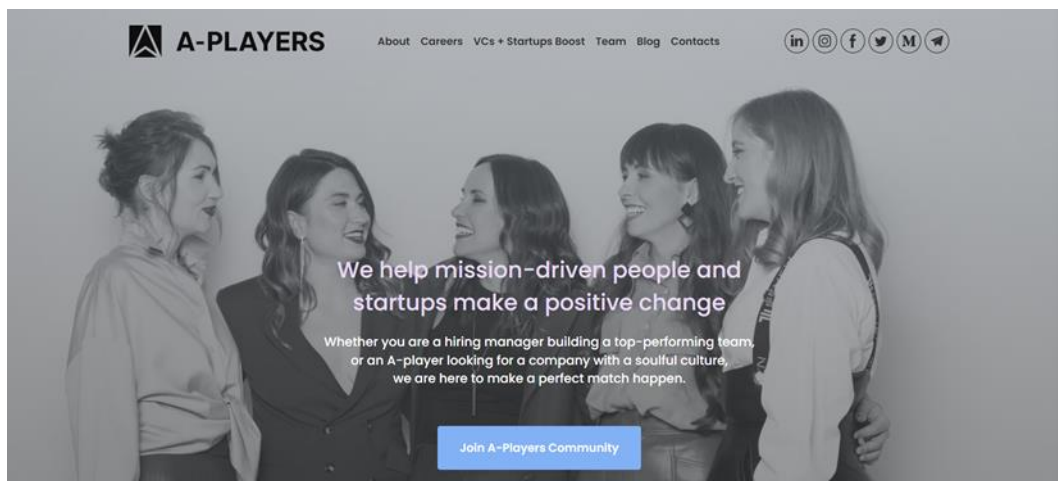 A-PLAYERS
About Careers VCs + Startups Boost Team Blog Contacts
in f M
We help mission-driven people and
startups make a positive change
Whether you are a hiring manager building a top-performing team,
or an A-player looking for a company with a soulful culture,
we are here to make a perfect match happen.
Join A-Players Community